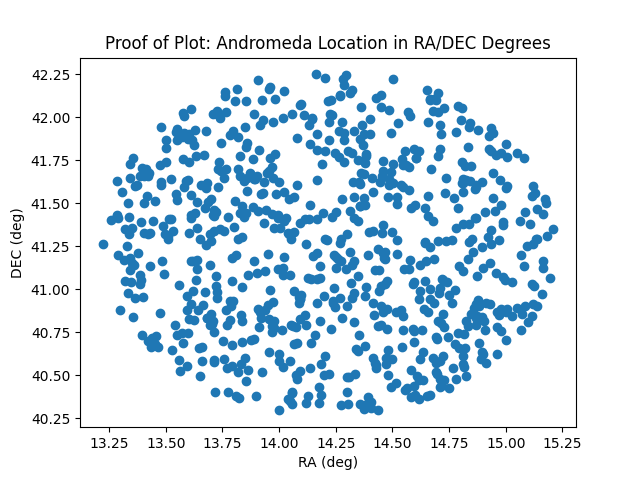 Proof of Plot: Andromeda Location in RA/DEC Degrees
DEC (deg)
42.25
42.00
41.75
41.50
41.25
41.00
40.75
40.50
40.25
13.25 13.50 13.75 14.00 14.25 14.50 14.75 15.00 15.25
RA (deg)